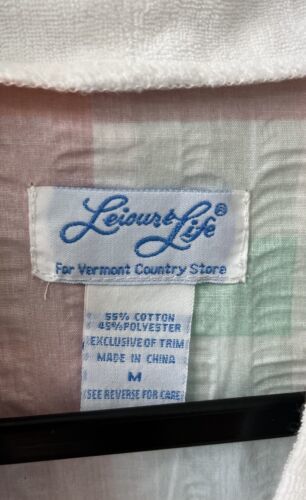 Leisure
Life®
For Vermont Country Store
55% COTTON
45% POLYESTER
EXCLUSIVE OF TRIM
MADE IN CHINA
M
(SEE REVERSE FOR CARE)